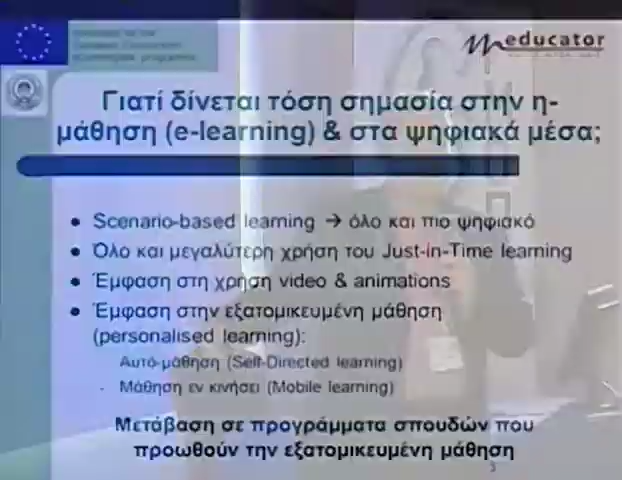 meducator
Γιατί δίνεται τόση σημασία στην η-
μάθηση (e-learning) & στα ψηφιακά μέσα;
• Scenario-based learning → όλο και πιο ψηφιακό
• Όλο και μεγαλύτερη χρήση του Just-in-Time learning
• Έμφαση στη χρήση video & animations
• Έμφαση στην εξατομικευμένη μάθηση
(personalised learning):
Αυτό-μάθηση (Self-Directed learning)
- Μάθηση εν κινήσει (Mobile learning)
Μετάβαση σε προγράμματα σπουδών που
προωθούν την εξατομικευμένη μάθηση